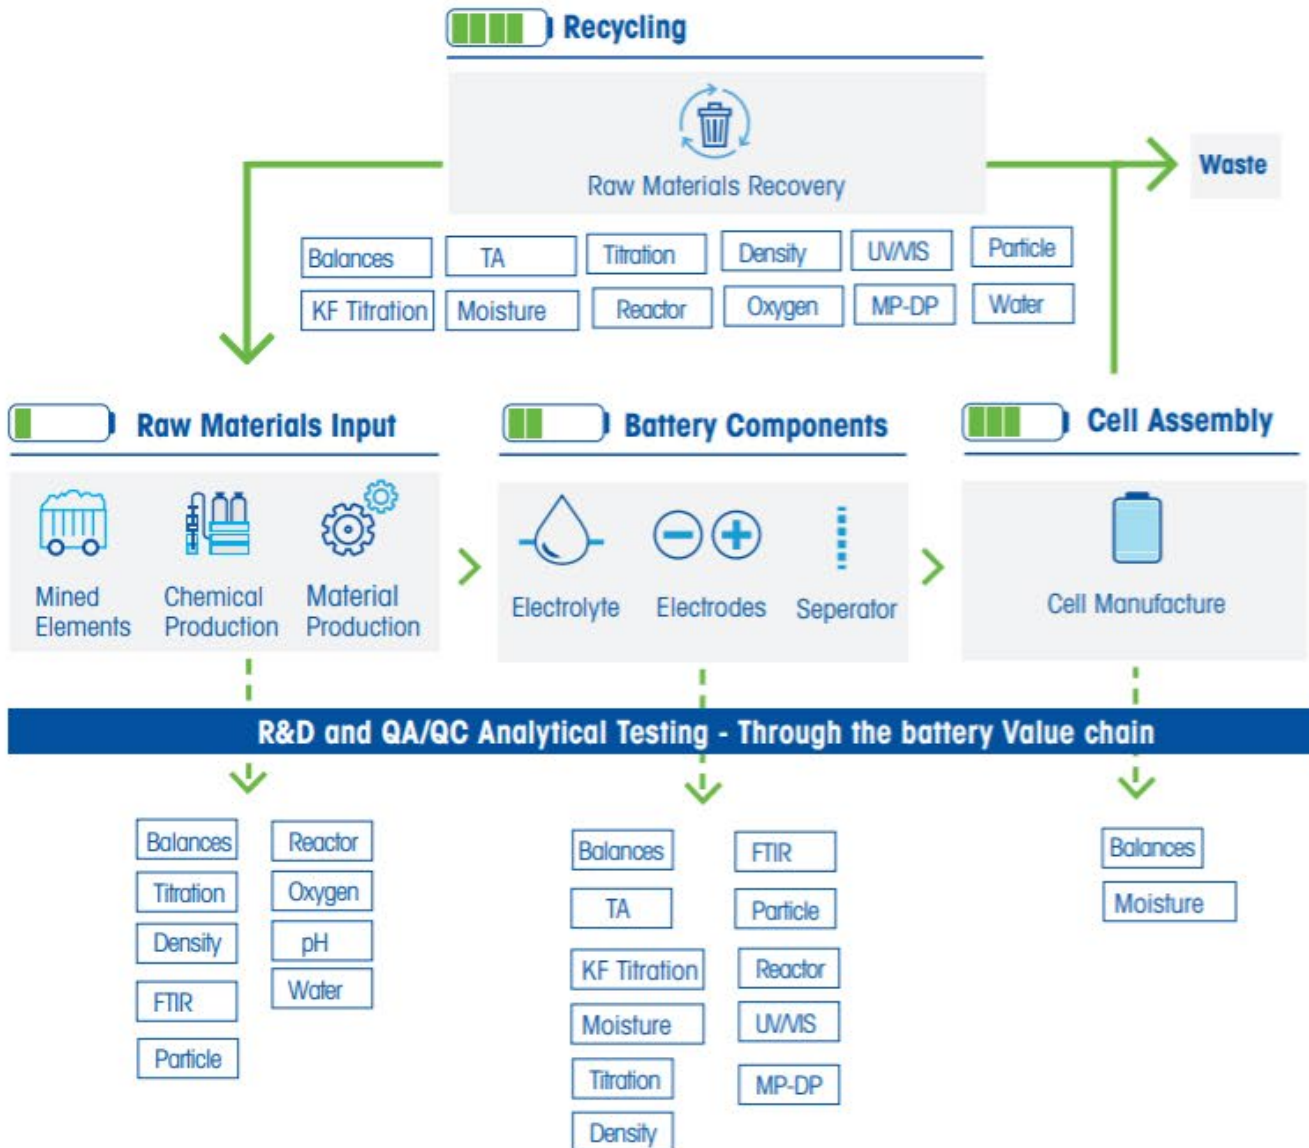 Recycling
Raw Materials Recovery
Waste
Balances
TA
Titration
Density
UV/VIS
Particle
KF Titration
Moisture
Reactor
Oxygen
MP-DP
Water
Raw Materials Input
Mined
Elements
Chemical
Production
Material
Production
Battery Components
Electrolyte
Electrodes
Seperator
Cell Assembly
Cell Manufacture
R&D and QA/QC Analytical Testing - Through the battery Value chain
Balances
Titration
Density
FTIR
Particle
Reactor
Oxygen
pH
Water
Balances
TA
KF Titration
Moisture
Titration
Density
FTIR
Particle
Reactor
UV/VIS
MP-DP
Balances
Moisture